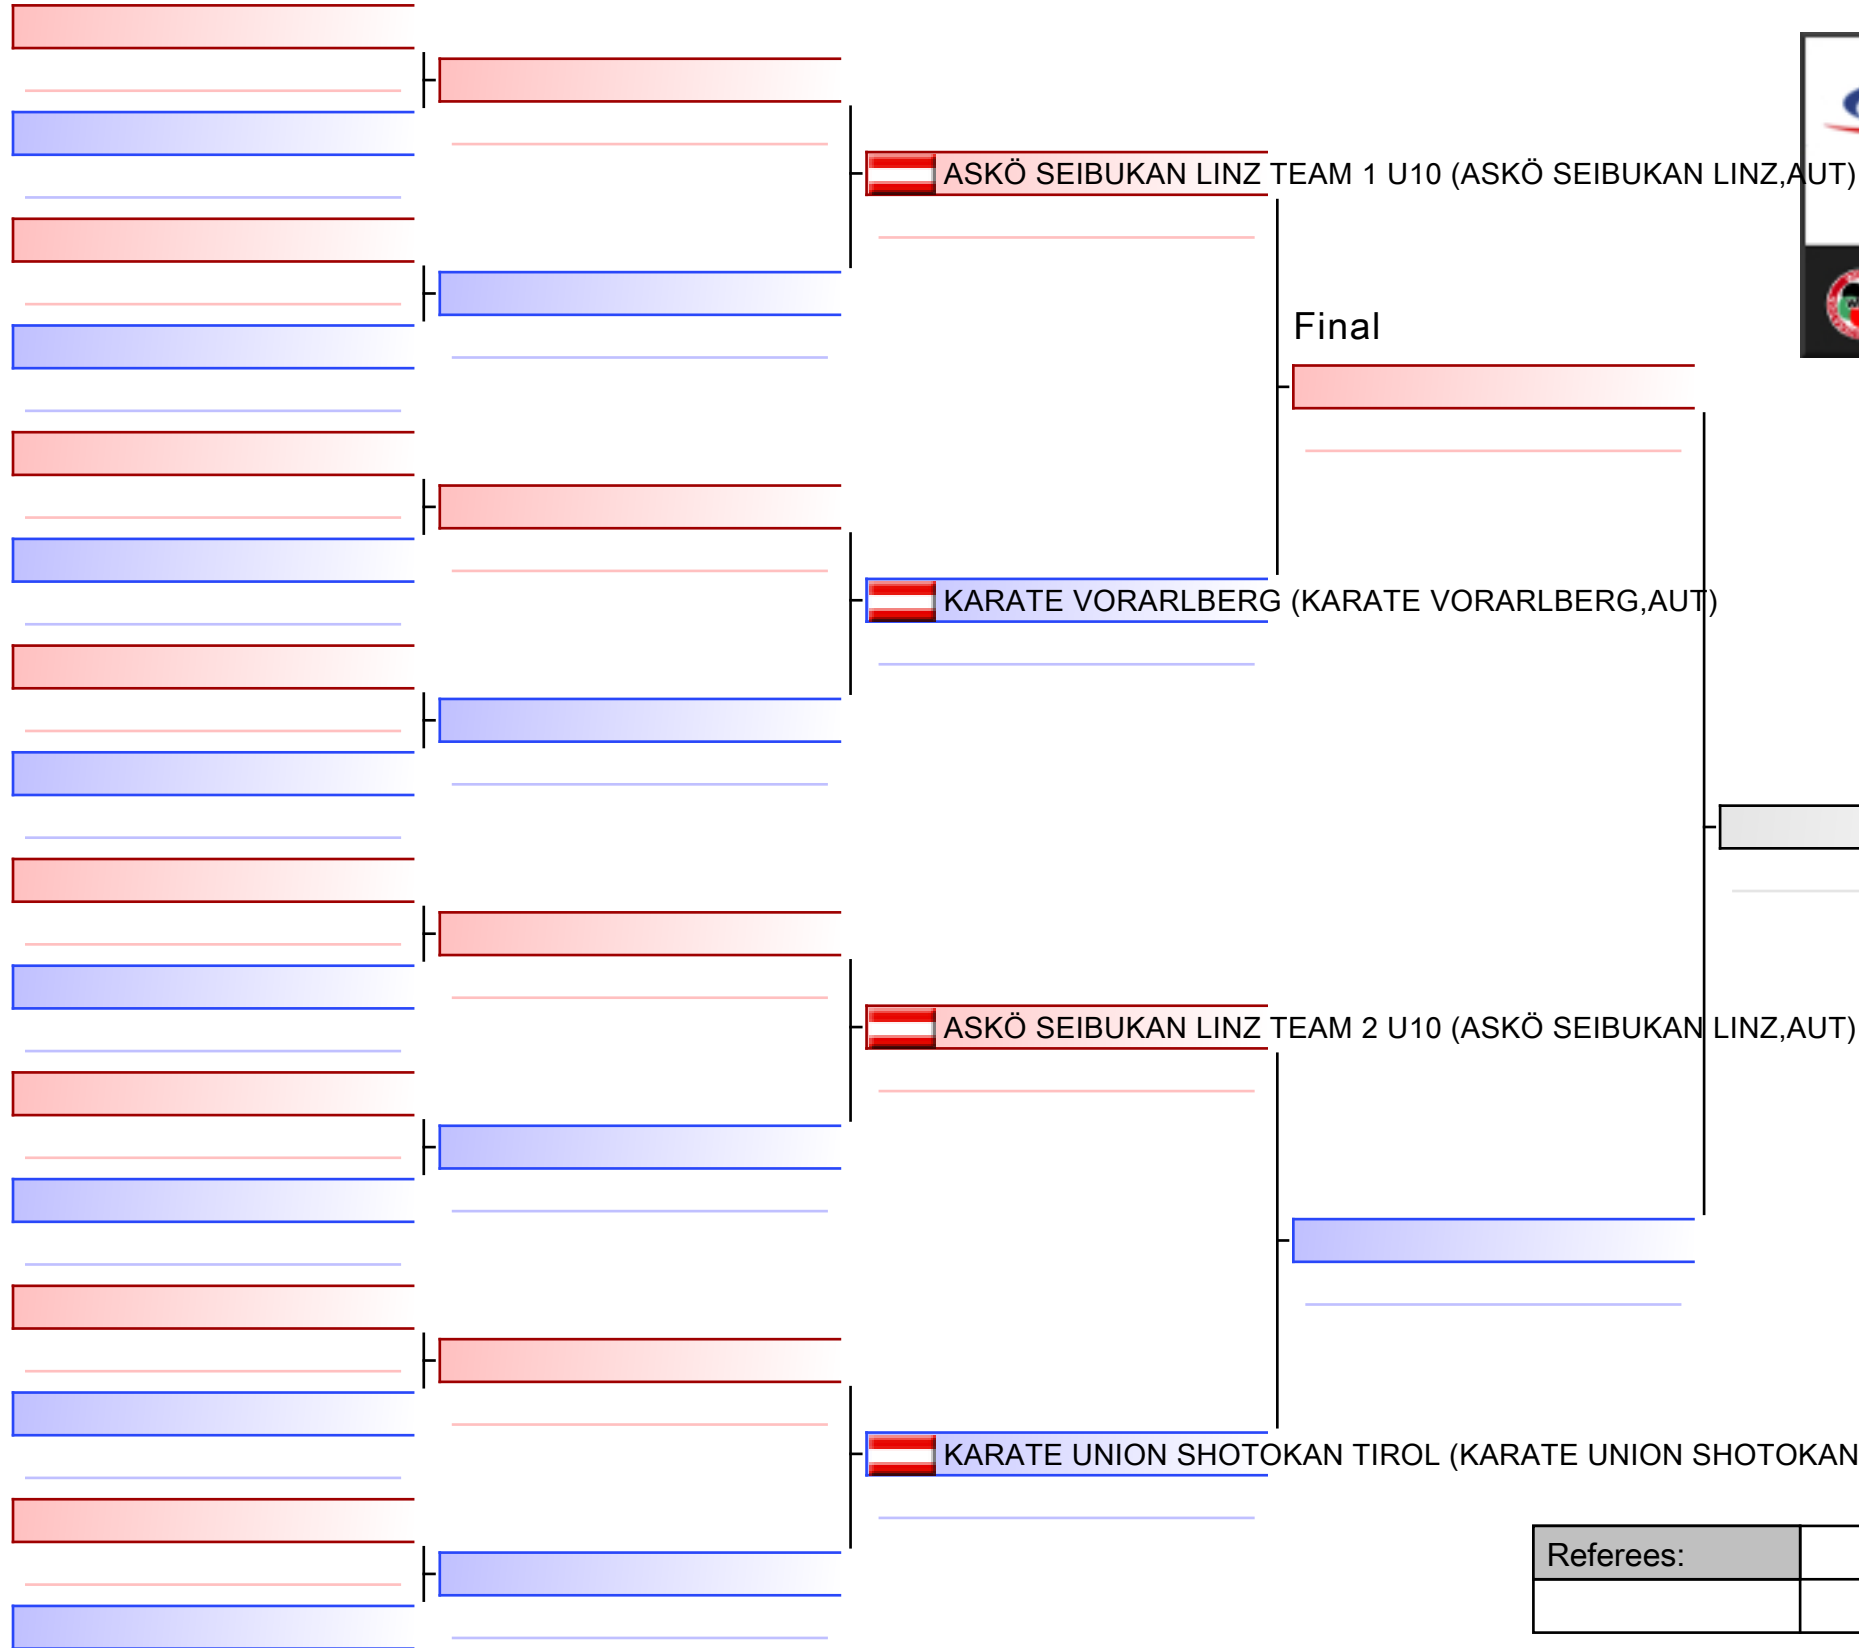 ASKÖ SEIBUKAN LINZ TEAM 1 U10 (ASKÖ SEIBUKAN LINZ,AUT)
Final
KARATE VORARLBERG (KARATE VORARLBERG,AUT)
ASKÖ SEIBUKAN LINZ TEAM 2 U10 (ASKÖ SEIBUKAN LINZ,AUT)
KARATE UNION SHOTOKAN TIROL (KARATE UNION SHOTOKAN
Referees: